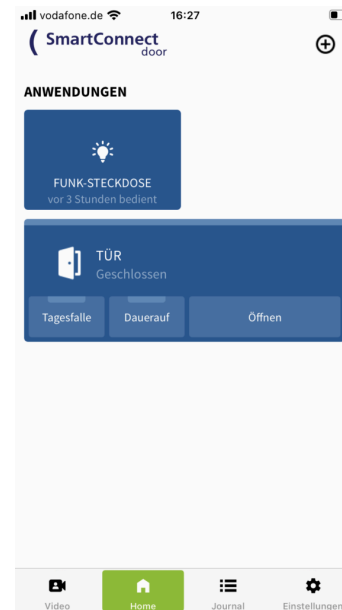 vodafone.de 16:27
SmartConnect
door
ANWENDUNGEN
FUNK-STECKDOSE
vor 3 Stunden bedient
TÜR
Geschlossen
Tagesfalle Dauerauf Öffnen
Video Home Journal Einstellungen